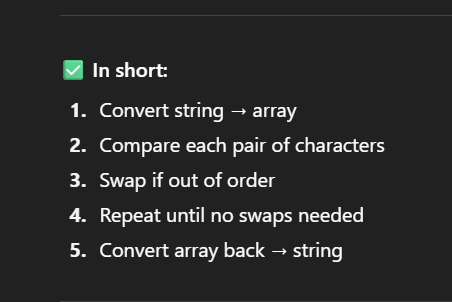 ✅ In short:
1. Convert string → array
2. Compare each pair of characters
3. Swap if out of order
4. Repeat until no swaps needed
5. Convert array back → string